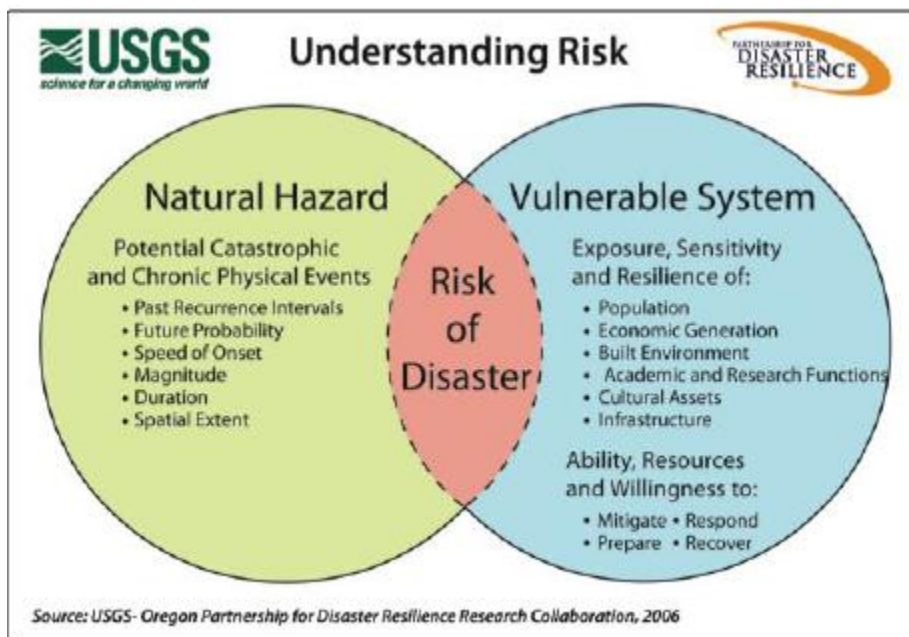 USGS
science for a changing world
Understanding Risk
PARTNERSHIP FOR
DISASTER
RESILIENCE
Natural Hazard
Potential Catastrophic
and Chronic Physical Events
• Past Recurrence Intervals
• Future Probability
• Speed of Onset
• Magnitude
• Duration
• Spatial Extent
Risk
of
Disaster
Vulnerable System
Exposure, Sensitivity
and Resilience of:
• Population
• Economic Generation
• Built Environment
• Academic and Research Functions
• Cultural Assets
• Infrastructure
Ability, Resources
and Willingness to:
• Mitigate • Respond
• Prepare • Recover
Source: USGS- Oregon Partnership for Disaster Resilience Research Collaboration, 2006